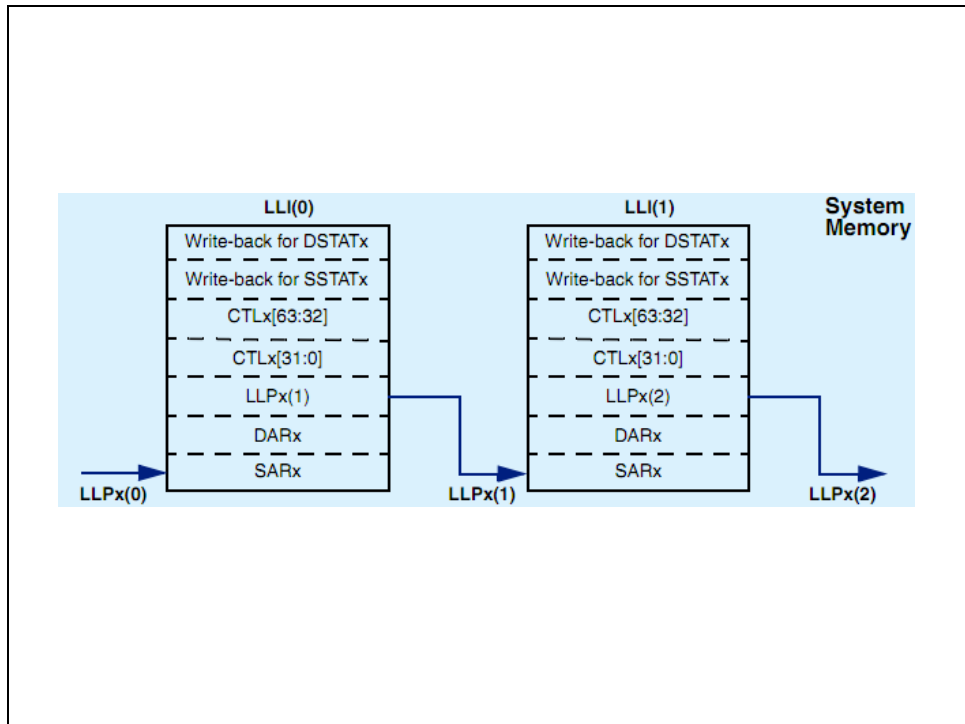 LLI(0)
Write-back for DSTATx
Write-back for SSTATx
CTLx[63:32]
CTLx[31:0]
LLPx(1)
DARx
SARx
LLPx(0)
LLPx(1)
LLI(1)
Write-back for DSTATx
Write-back for SSTATx
CTLx[63:32]
CTLx[31:0]
LLPx(2)
DARx
SARx
LLPx(2)
System
Memory